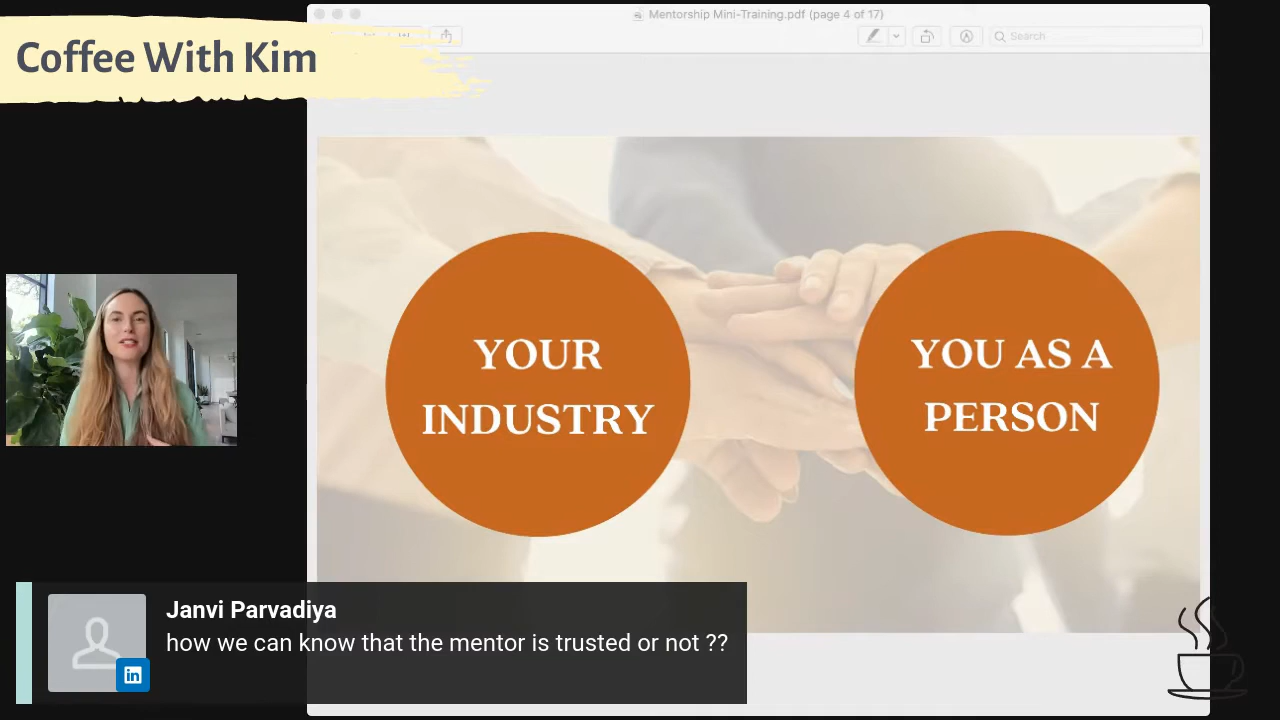 Coffee With Kim
Mentorship Mini-Training.pdf (page 4 of 17)
Search
YOUR
INDUSTRY
YOU AS A
PERSON
Janvi Parvadiya
how we can know that the mentor is trusted or not ??
in